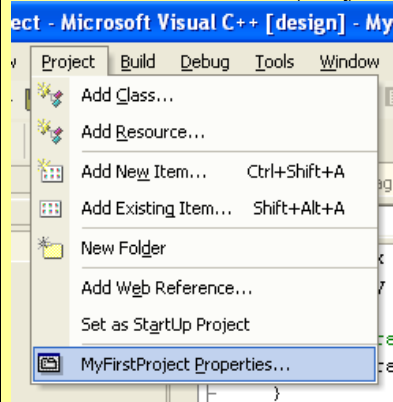 ect - Microsoft Visual C++ [design] - My
Project Build Debug Tools Window
Add Class...
Add Resource...
Add New Item... Ctrl+Shift+A
Add Existing Item... Shift+Alt+A
New Folder
Add Web Reference...
Set as StartUp Project
MyFirstProject Properties...
}